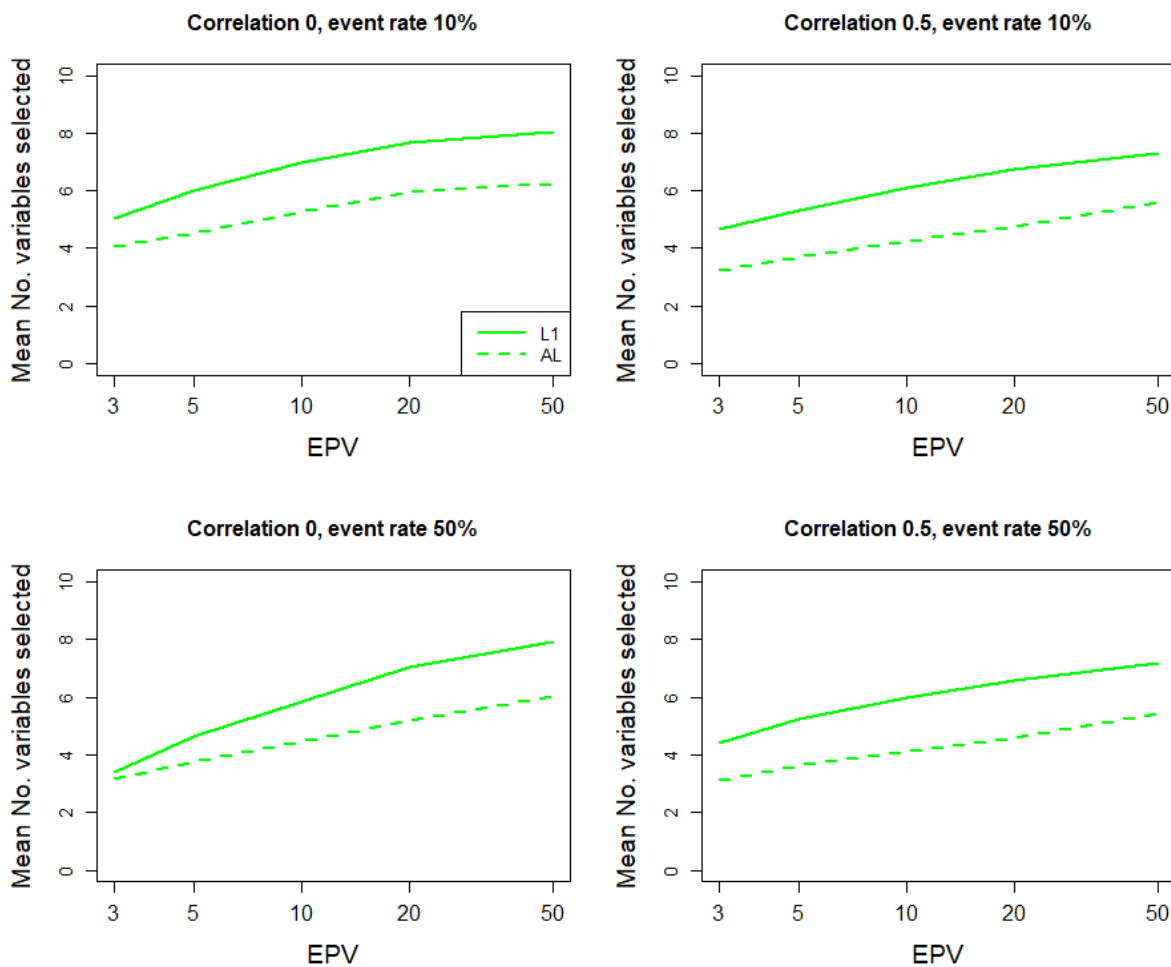 Correlation 0, event rate 10%
Mean No. variables selected
10
8
6
4
2
0
L1
AL
3 5 10 20 50
EPV
Correlation 0.5, event rate 10%
Mean No. variables selected
10
8
6
4
2
0
3 5 10 20 50
EPV
Correlation 0, event rate 50%
Mean No. variables selected
10
8
6
4
2
0
3 5 10 20 50
EPV
Correlation 0.5, event rate 50%
Mean No. variables selected
10
8
6
4
2
0
3 5 10 20 50
EPV